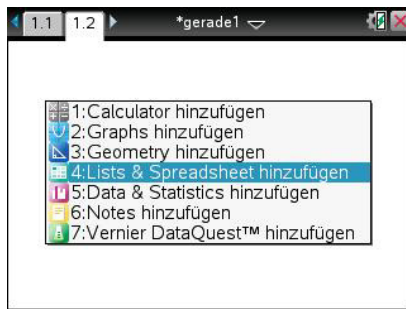 1.1 1.2 *gerade1
1:Calculator hinzufügen
2:Graphs hinzufügen
3:Geometry hinzufügen
4:Lists & Spreadsheet hinzufügen
5:Data & Statistics hinzufügen
6:Notes hinzufügen
7:Vernier DataQuest™ hinzufügen